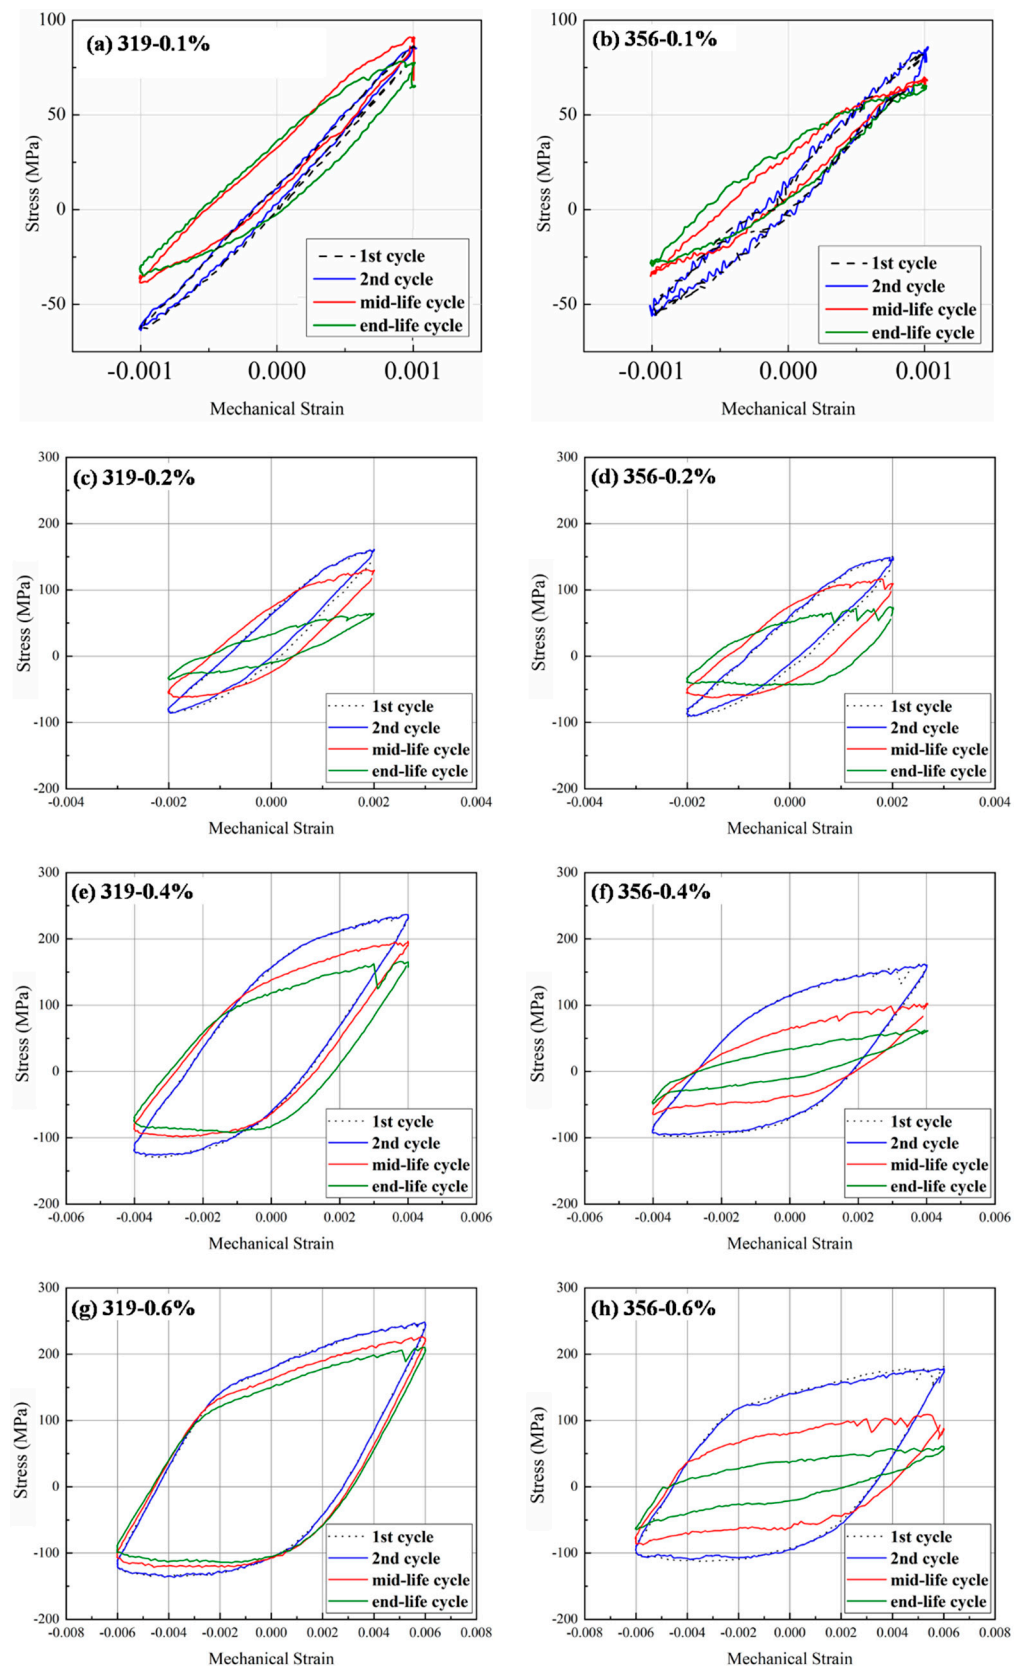 (a) 319-0.1%
100
50
0
-50
Stress (MPa)
1st cycle
2nd cycle
mid-life cycle
end-life cycle
-0.001 0.000 0.001
Mechanical Strain
(b) 356-0.1%
100
50
0
-50
Stress (MPa)
1st cycle
2nd cycle
mid-life cycle
end-life cycle
-0.001 0.000 0.001
Mechanical Strain
(c) 319-0.2%
300
200
100
0
-100
-200
Stress (MPa)
1st cycle
2nd cycle
mid-life cycle
end-life cycle
-0.004 -0.002 0.000 0.002 0.004
Mechanical Strain
(d) 356-0.2%
300
200
100
0
-100
-200
Stress (MPa)
1st cycle
2nd cycle
mid-life cycle
end-life cycle
-0.004 -0.002 0.000 0.002 0.004
Mechanical Strain
(e) 319-0.4%
300
200
100
0
-100
-200
Stress (MPa)
1st cycle
2nd cycle
mid-life cycle
end-life cycle
-0.006 -0.004 -0.002 0.000 0.002 0.004 0.006
Mechanical Strain
(f) 356-0.4%
300
200
100
0
-100
-200
Stress (MPa)
1st cycle
2nd cycle
mid-life cycle
end-life cycle
-0.006 -0.004 -0.002 0.000 0.002 0.004 0.006
Mechanical Strain
(g) 319-0.6%
300
200
100
0
-100
-200
Stress (MPa)
1st cycle
2nd cycle
mid-life cycle
end-life cycle
-0.008 -0.006 -0.004 -0.002 0.000 0.002 0.004 0.006 0.008
Mechanical Strain
(h) 356-0.6%
300
200
100
0
-100
-200
Stress (MPa)
1st cycle
2nd cycle
mid-life cycle
end-life cycle
-0.008 -0.006 -0.004 -0.002 0.000 0.002 0.004 0.006 0.008
Mechanical Strain